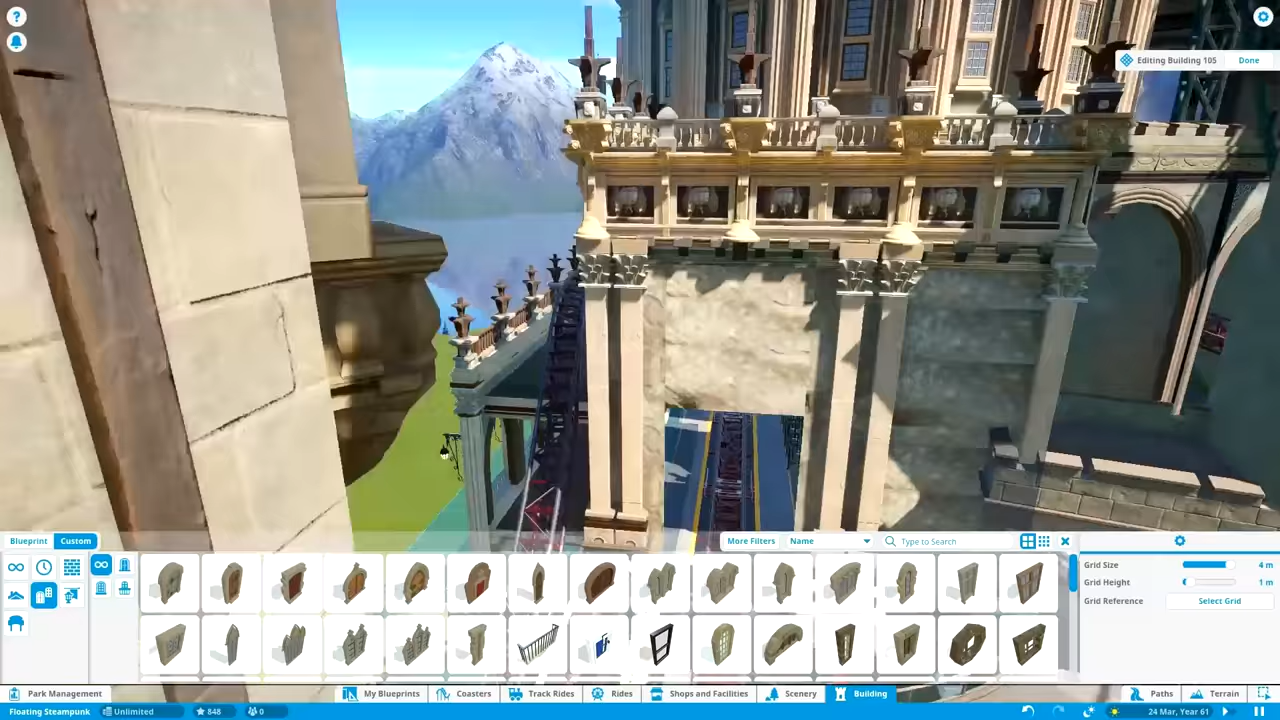 ?
Editing Building 105 Done
Blueprint Custom
More Filters Name Type to Search
Grid Size 4 m
Grid Height 1 m
Grid Reference Select Grid
Park Management My Blueprints Coasters Track Rides Rides Shops and Facilities Scenery Building Paths Terrain
Floating Steampunk Unlimited 848 0 24 Mar, Year 61